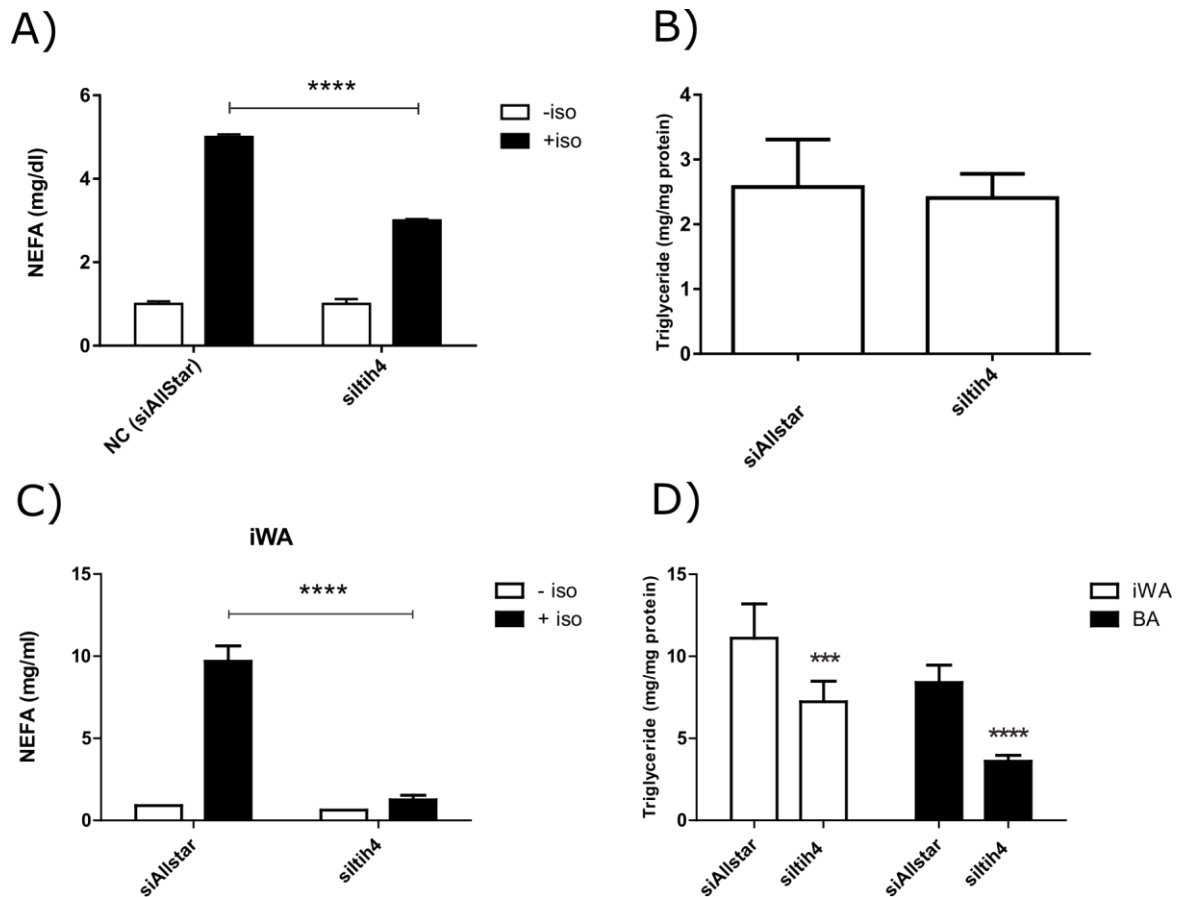 A)
NEFA (mg/dl)
6
4
2
0
****
-iso
+iso
NC (siAllStar)
siItih4
B)
Triglyceride (mg/mg protein)
4
3
2
1
0
siAllstar
siItih4
C)
iWA
NEFA (mg/ml)
15
10
5
0
****
- iso
+ iso
siAllstar
siItih4
D)
Triglyceride (mg/mg protein)
15
10
5
0
***
****
iWA
BA
siAllstar
siItih4
siAllstar
siItih4